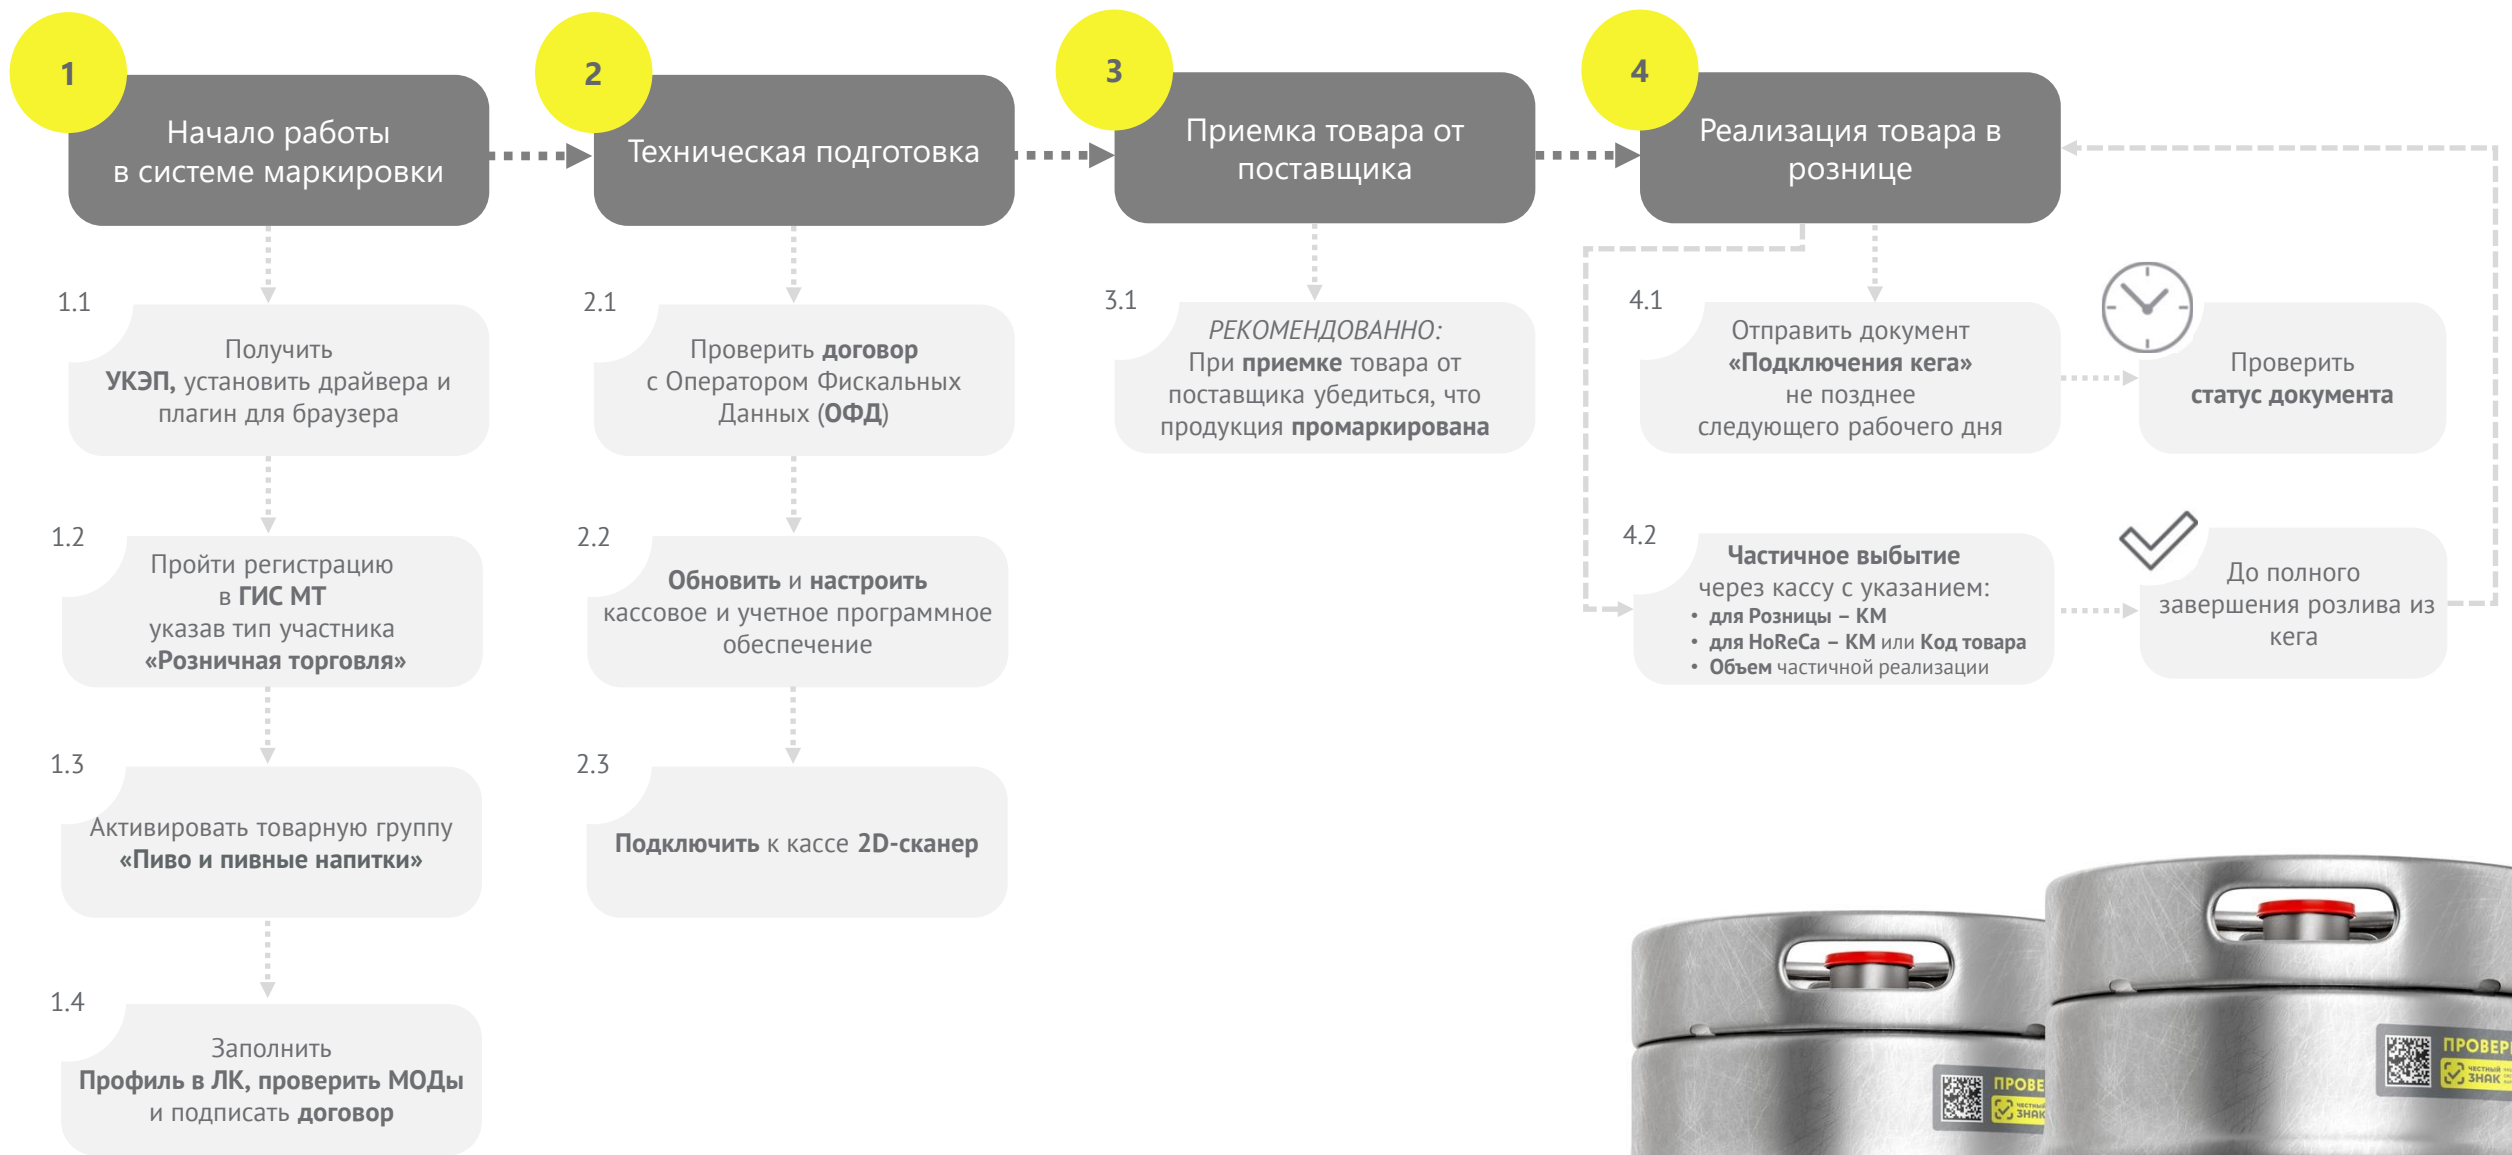 1
Начало работы
в системе маркировки
1.1
Получить
УКЭП, установить драйвера и
плагин для браузера
1.2
Пройти регистрацию
в ГИС МТ
указав тип участника
«Розничная торговля»
1.3
Активировать товарную группу
«Пиво и пивные напитки»
1.4
Заполнить
Профиль в ЛК, проверить МОДы
и подписать договор
2
Техническая подготовка
2.1
Проверить договор
с Оператором Фискальных
Данных (ОФД)
2.2
Обновить и настроить
кассовое и учетное программное
обеспечение
2.3
Подключить к кассе 2D-сканер
3
Приемка товара от
поставщика
3.1
РЕКОМЕНДОВАННО:
При приемке товара от
поставщика убедиться, что
продукция промаркирована
4
Реализация товара в
рознице
4.1
Отправить документ
«Подключения кега»
не позднее
следующего рабочего дня
Проверить
статус документа
4.2
Частичное выбытие
через кассу с указанием:
• для Розницы – КМ
• для HoReCa – КМ или Код товара
• Объем частичной реализации
До полного
завершения розлива из
кега
ПРОВЕ
ЧЕСТНЫЙ
ЗНАК
ПРОВЕР
ЧЕСТНЫЙ
ЗНАК